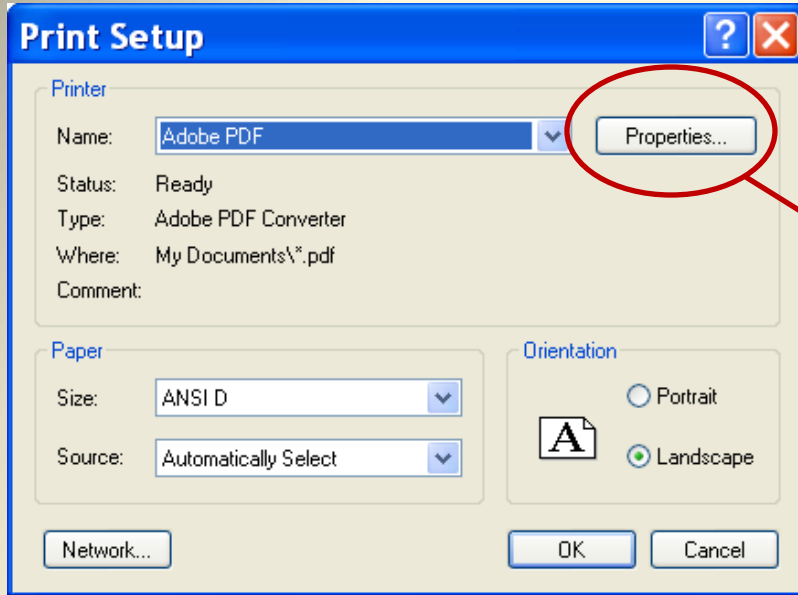 Print Setup
Printer
Name: Adobe PDF Properties...
Status: Ready
Type: Adobe PDF Converter
Where: My Documents\*.pdf
Comment:
Paper
Size: ANSI D
Source: Automatically Select
Orientation
A
Portrait
Landscape
Network... OK Cancel